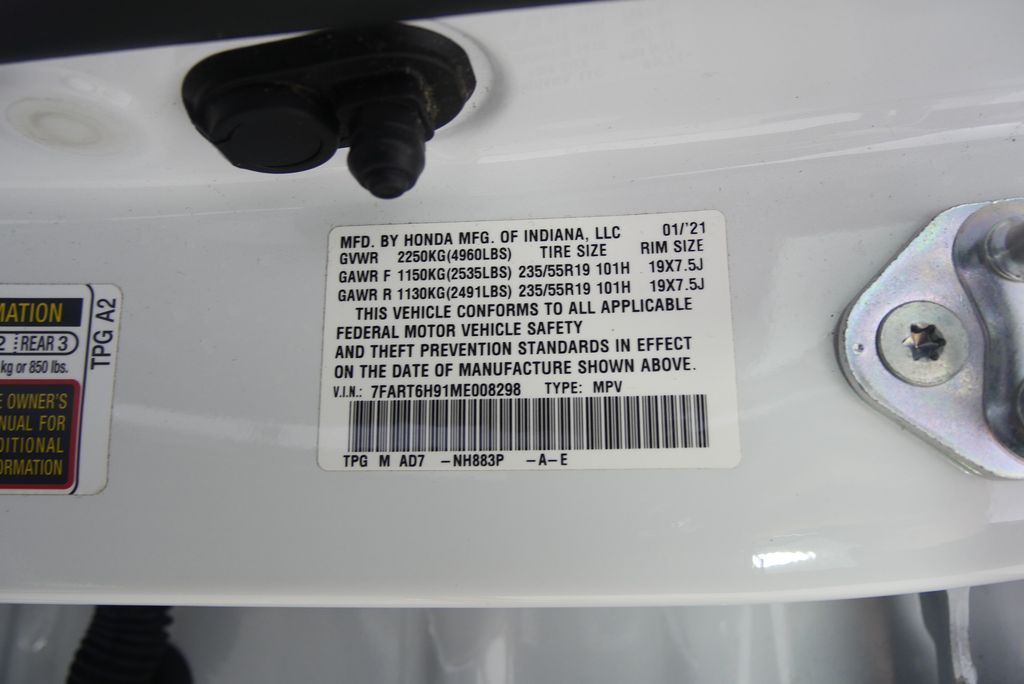 MFD. BY HONDA MFG. OF INDIANA, LLC 01/'21
GVWR 2250KG(4960LBS) TIRE SIZE RIM SIZE
GAWR F 1150KG(2535LBS) 235/55R19 101H 19X7.5J
GAWR R 1130KG(2491LBS) 235/55R19 101H 19X7.5J
THIS VEHICLE CONFORMS TO ALL APPLICABLE
FEDERAL MOTOR VEHICLE SAFETY
AND THEFT PREVENTION STANDARDS IN EFFECT
ON THE DATE OF MANUFACTURE SHOWN ABOVE.
V.I.N.: 7FART6H91ME008298 TYPE: MPV
TPG M AD7 -NH883P -A-E
MATION
2 REAR 3
kg or 850 lbs.
E OWNER'S
NUAL FOR
DITIONAL
ORMATION
TPG A2